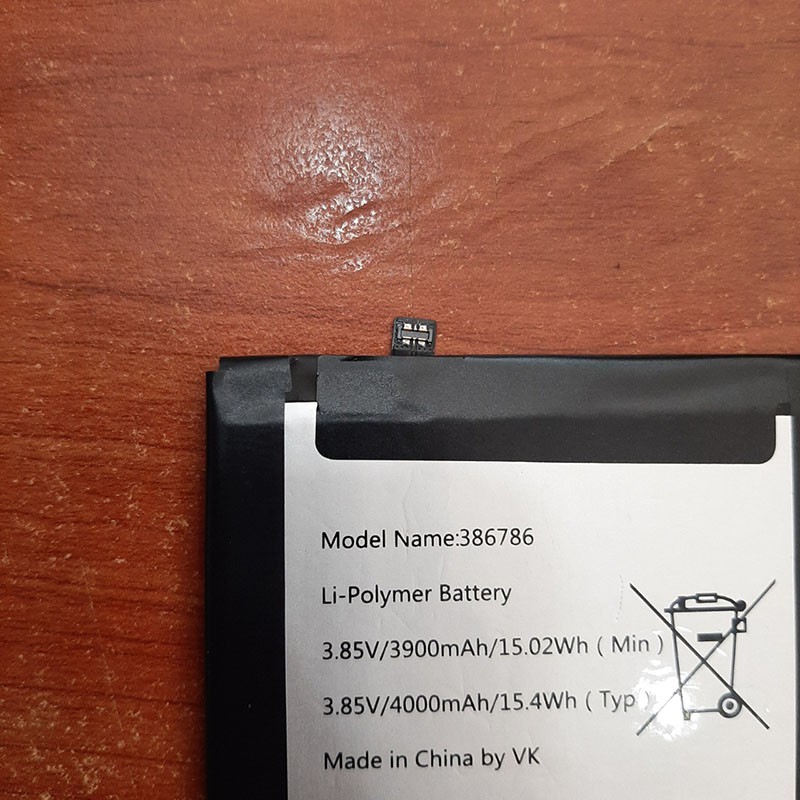 Model Name:386786
Li-Polymer Battery
3.85V/3900mAh/15.02Wh ( Min )
3.85V/4000mAh/15.4Wh ( Typ )
Made in China by VK